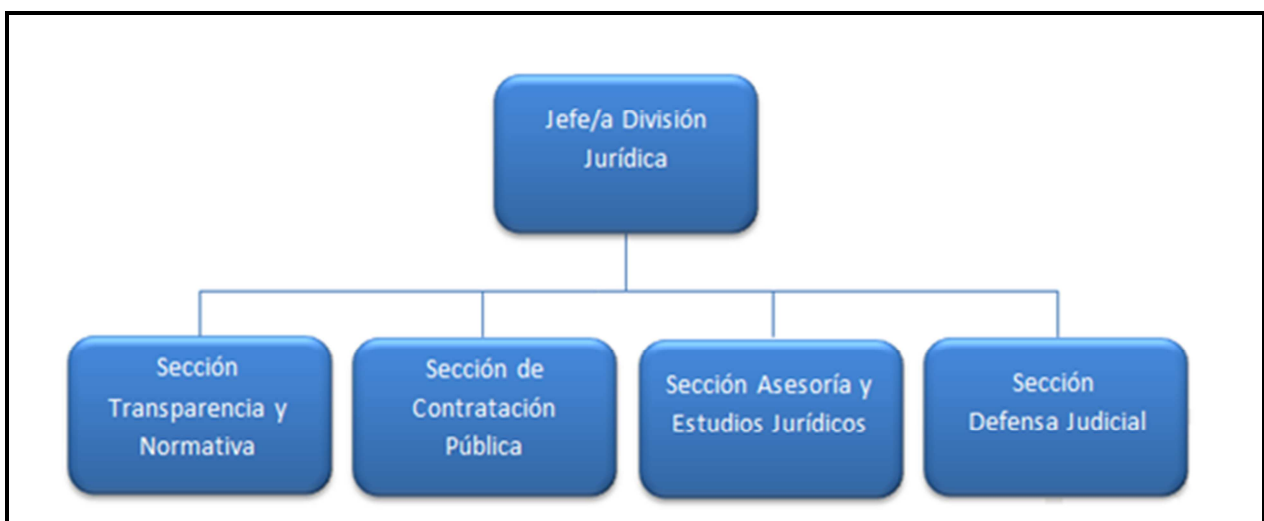 Jefe/a División
Jurídica
Sección
Transparencia y
Normativa
Sección de
Contratación
Pública
Sección Asesoría y
Estudios Jurídicos
Sección
Defensa Judicial